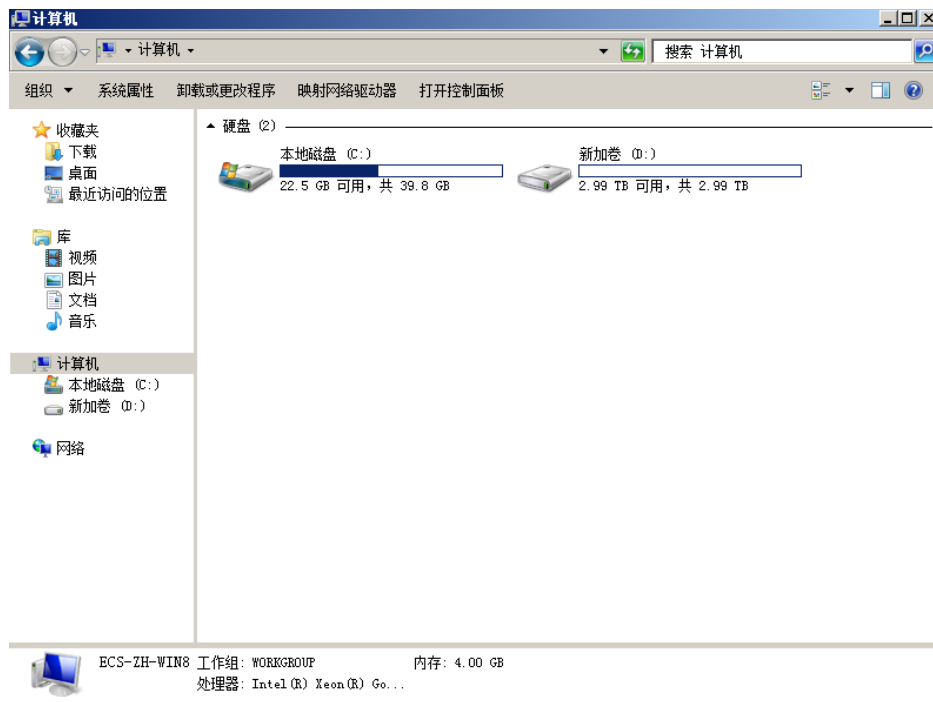 计算机
计算机
搜索 计算机
组织 系统属性 卸载或更改程序 映射网络驱动器 打开控制面板
收藏夹
下载
桌面
最近访问的位置
库
视频
图片
文档
音乐
计算机
本地磁盘 (C:)
新加卷 (D:)
网络
硬盘 (2)
本地磁盘 (C:)
22.5 GB 可用，共 39.8 GB
新加卷 (D:)
2.99 TB 可用，共 2.99 TB
ECS-ZH-WIN8 工作组: WORKGROUP 内存: 4.00 GB
处理器: Intel(R) Xeon(R) Go...